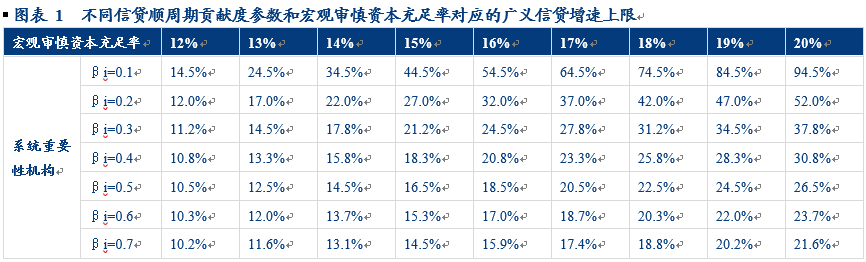 图表 1 不同信贷顺周期贡献度参数和宏观审慎资本充足率对应的广义信贷增速上限
宏观审慎资本充足率 12% 13% 14% 15% 16% 17% 18% 19% 20%
系统重要性机构
βi=0.1 14.5% 24.5% 34.5% 44.5% 54.5% 64.5% 74.5% 84.5% 94.5%
βi=0.2 12.0% 17.0% 22.0% 27.0% 32.0% 37.0% 42.0% 47.0% 52.0%
βi=0.3 11.2% 14.5% 17.8% 21.2% 24.5% 27.8% 31.2% 34.5% 37.8%
βi=0.4 10.8% 13.3% 15.8% 18.3% 20.8% 23.3% 25.8% 28.3% 30.8%
βi=0.5 10.5% 12.5% 14.5% 16.5% 18.5% 20.5% 22.5% 24.5% 26.5%
βi=0.6 10.3% 12.0% 13.7% 15.3% 17.0% 18.7% 20.3% 22.0% 23.7%
βi=0.7 10.2% 11.6% 13.1% 14.5% 15.9% 17.4% 18.8% 20.2% 21.6%